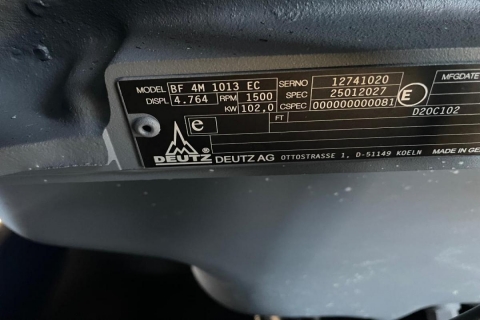 MODEL BF 4M 1013 EC SERNO 12741020 MFGDATE
DISPL 4.764 RPM 1500 SPEC 25012027
KW 102,0 CSPEC 000000000081 E
e FT D20C102
DEUTZ ® DEUTZ AG OTTOSTRASSE 1, D-51149 KOELN MADE IN GE